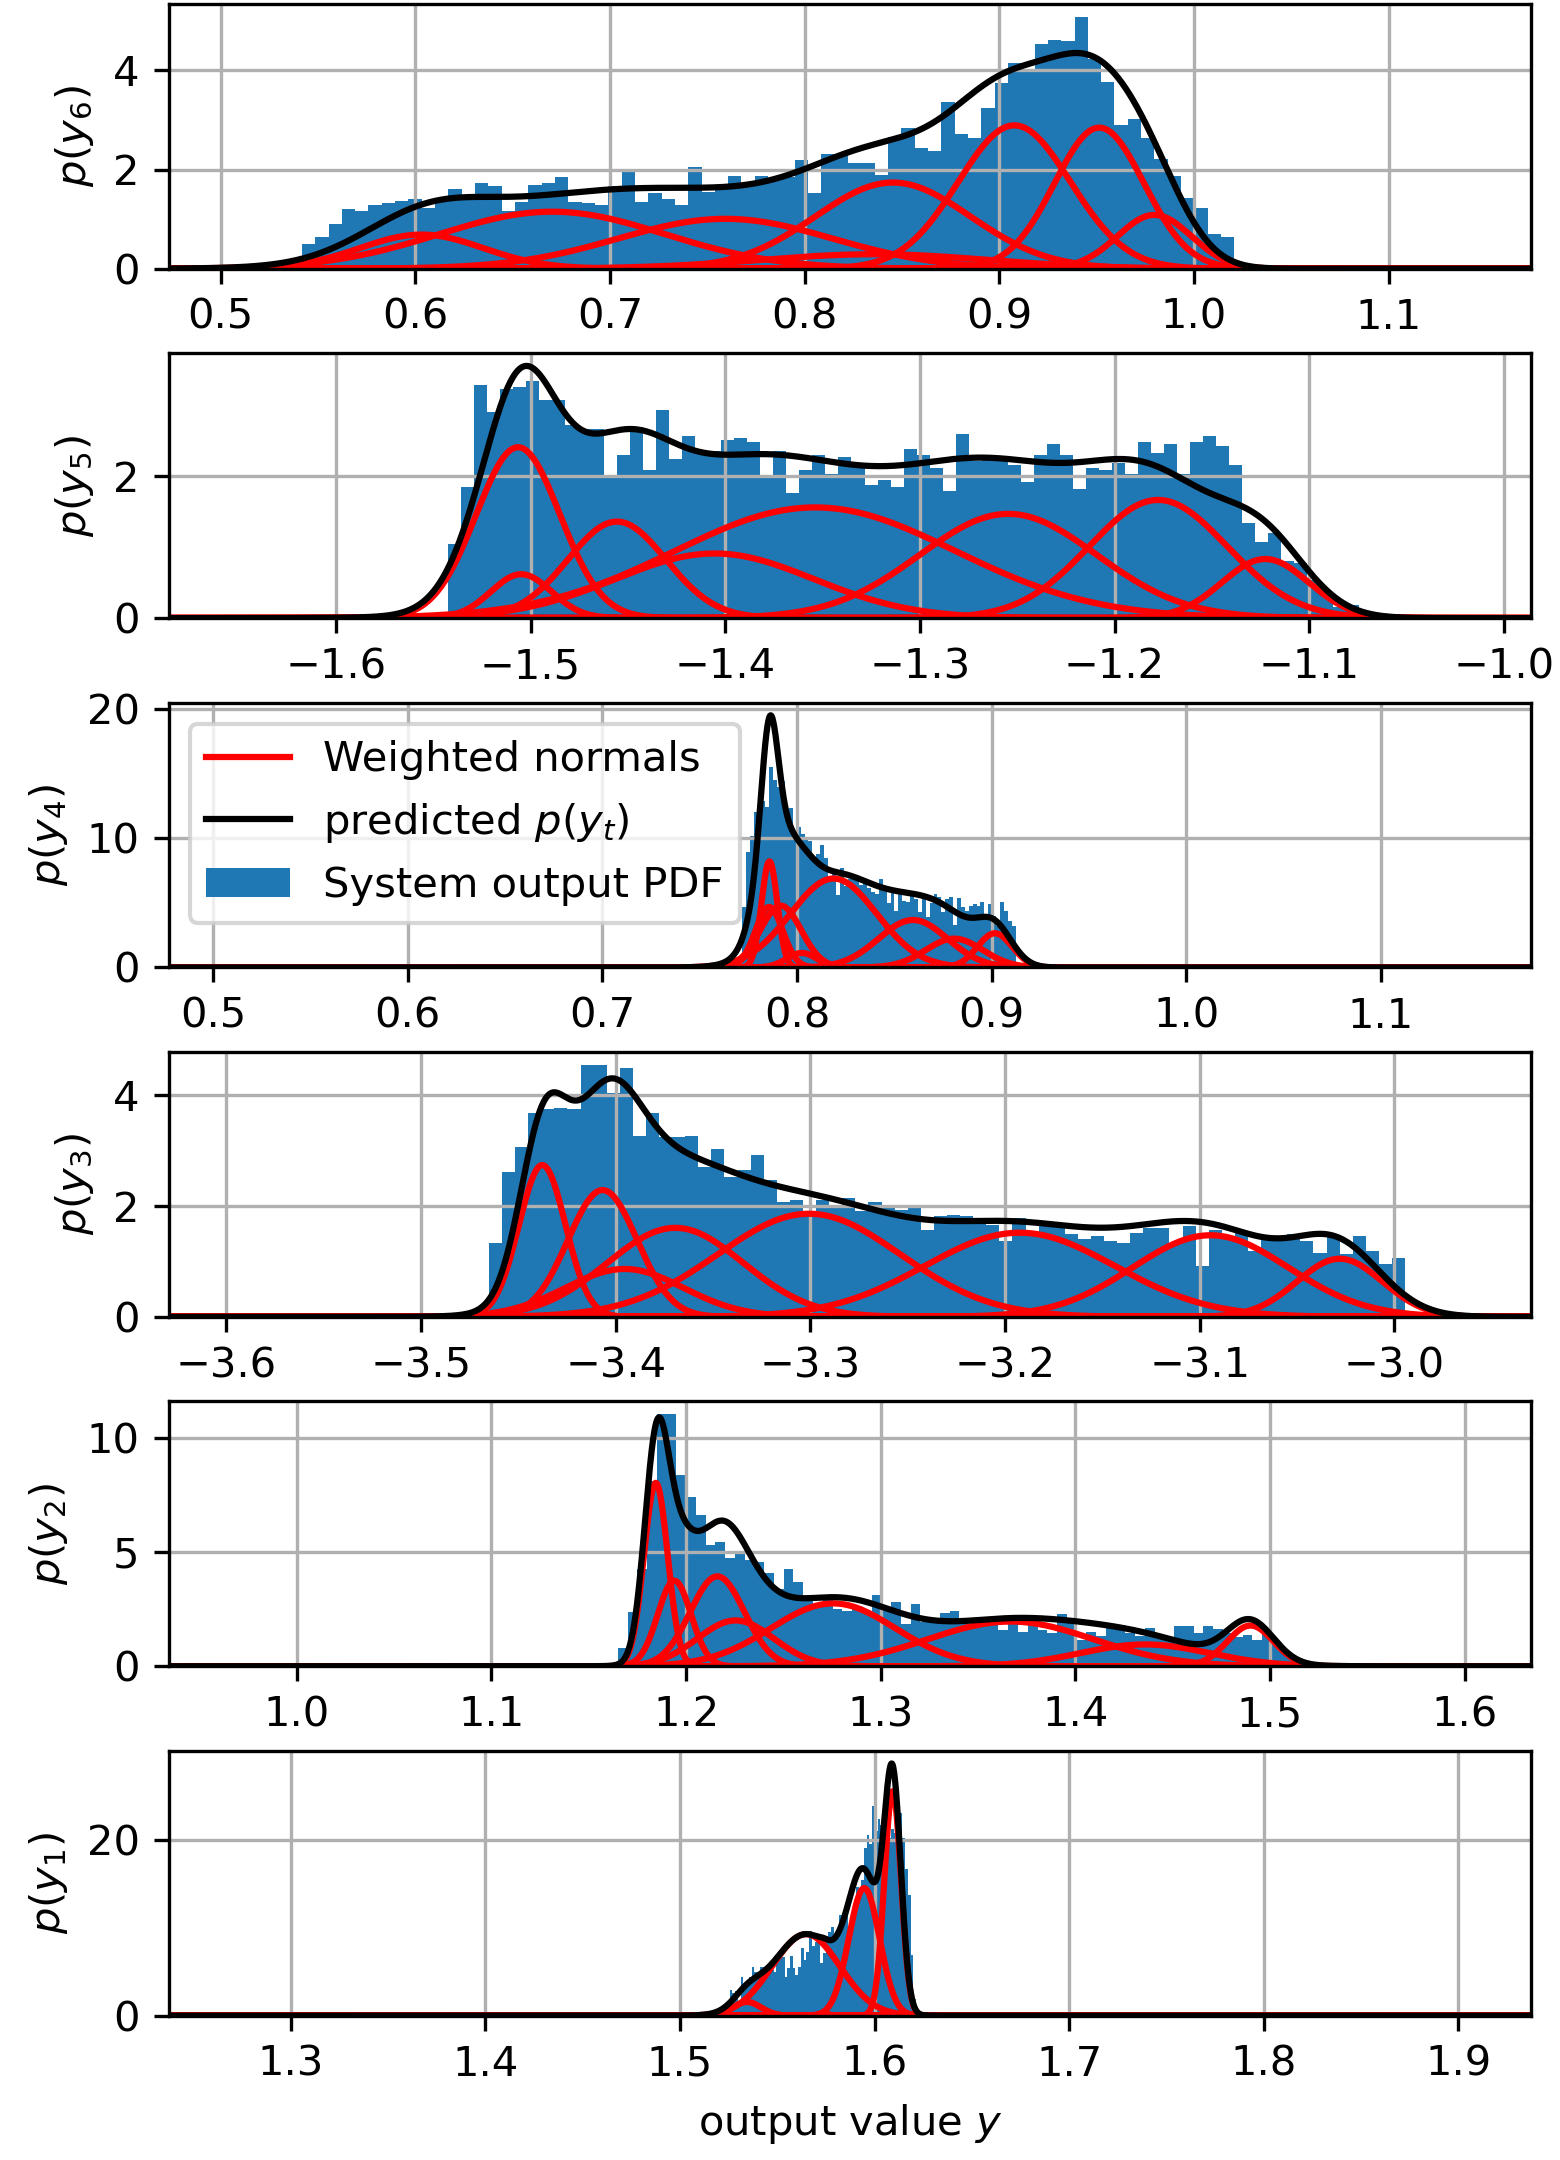 p(y₆)
4
2
0
0.5 0.6 0.7 0.8 0.9 1.0 1.1
p(y₅)
2
0
−1.6 −1.5 −1.4 −1.3 −1.2 −1.1 −1.0
p(y₄)
20
10
0
Weighted normals
predicted p(yₜ)
System output PDF
0.5 0.6 0.7 0.8 0.9 1.0 1.1
p(y₃)
4
2
0
−3.6 −3.5 −3.4 −3.3 −3.2 −3.1 −3.0
p(y₂)
10
5
0
1.0 1.1 1.2 1.3 1.4 1.5 1.6
p(y₁)
20
0
1.3 1.4 1.5 1.6 1.7 1.8 1.9
output value y